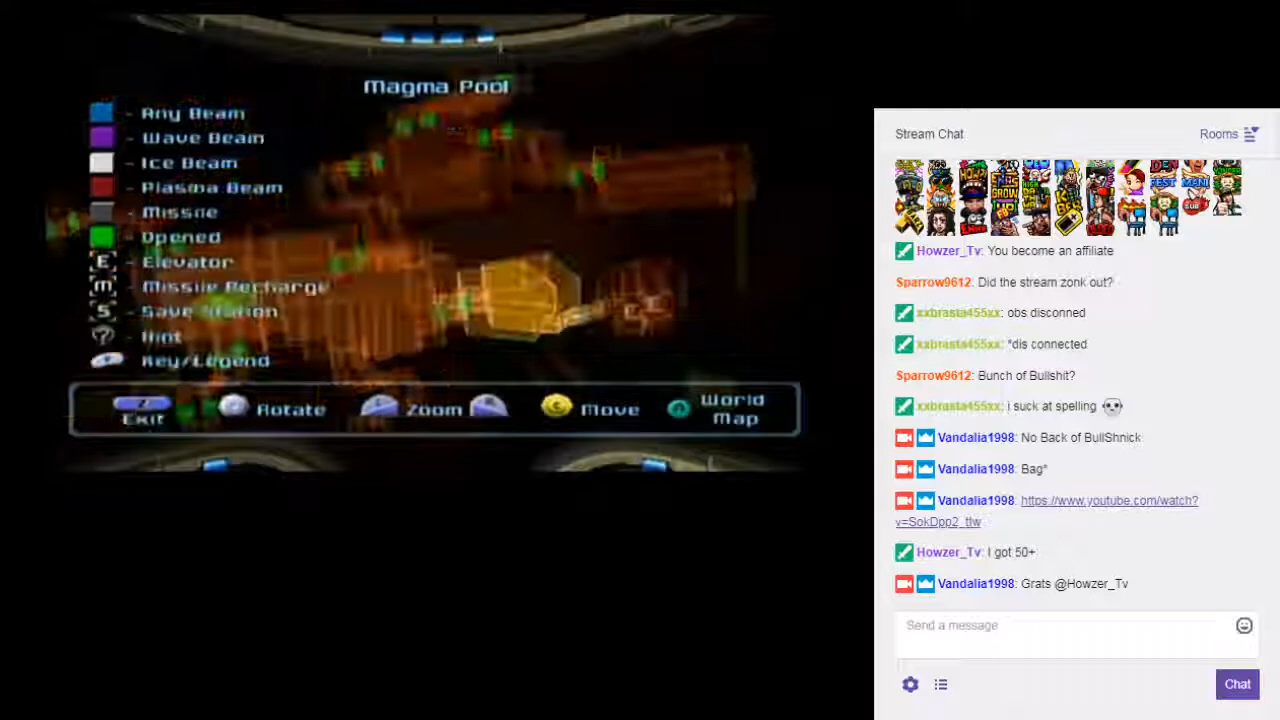 Magma Pool
- Any Beam
- Wave Beam
- Ice Beam
- Plasma Beam
- Missile
- Opened
E - Elevator
M - Missile Recharge
S - Save Station
? - Hint
- Key/Legend
Z
Exit
Rotate
Zoom
C Move
World
Map
Stream Chat
Rooms
Howzer_Tv: You become an affiliate
Sparrow9612: Did the stream zonk out?
xxbrasta455xx: obs disconned
xxbrasta455xx: *dis connected
Sparrow9612: Bunch of Bullshit?
xxbrasta455xx: i suck at spelling
Vandalia1998: No Back of BullShnick
Vandalia1998: Bag*
Vandalia1998: https://www.youtube.com/watch?
v=SokDpp2_tIw
Howzer_Tv: I got 50+
Vandalia1998: Grats @Howzer_Tv
Send a message
Chat